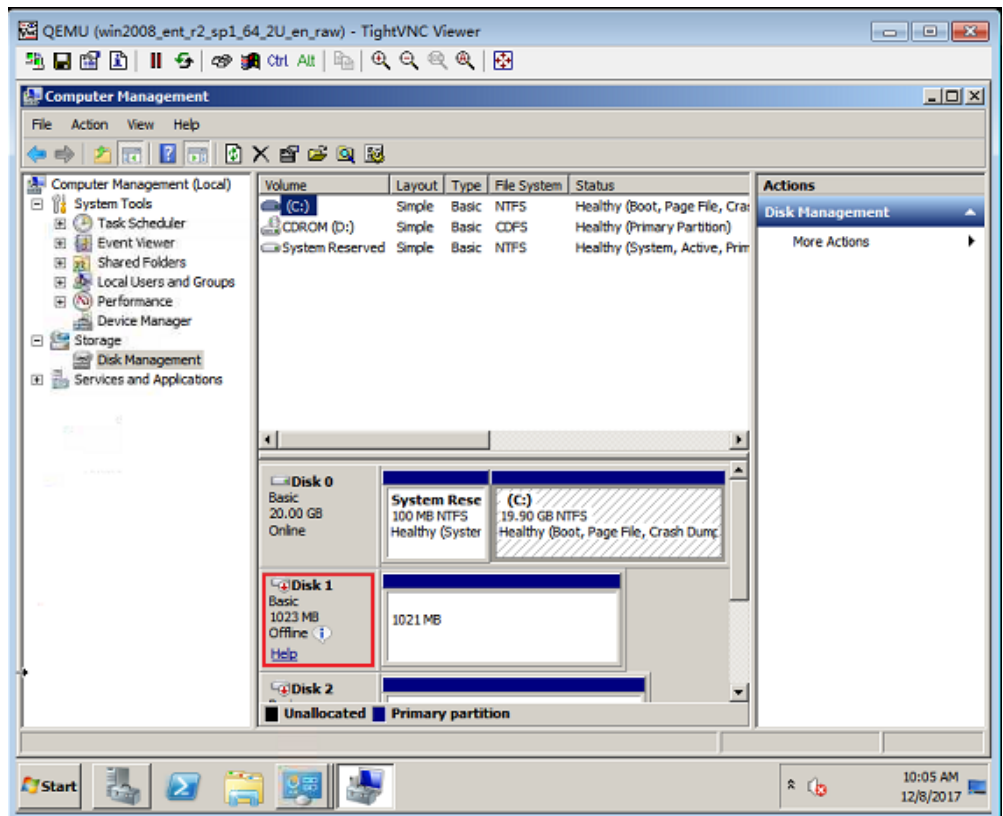 QEMU (win2008_ent_r2_sp1_64_2U_en_raw) - TightVNC Viewer
Ctrl Alt
Computer Management
File Action View Help
Computer Management (Local)
System Tools
Task Scheduler
Event Viewer
Shared Folders
Local Users and Groups
Performance
Device Manager
Storage
Disk Management
Services and Applications
Volume Layout Type File System Status
(C:) Simple Basic NTFS Healthy (Boot, Page File, Cra
CDROM (D:) Simple Basic CDFS Healthy (Primary Partition)
System Reserved Simple Basic NTFS Healthy (System, Active, Prim
Actions
Disk Management
More Actions
Disk 0
Basic
20.00 GB
Online
System Rese
100 MB NTFS
Healthy (Syster
(C:)
19.90 GB NTFS
Healthy (Boot, Page File, Crash Dump
Disk 1
Basic
1023 MB
Offline
Help
1021 MB
Disk 2
Unallocated Primary partition
Start
10:05 AM
12/8/2017